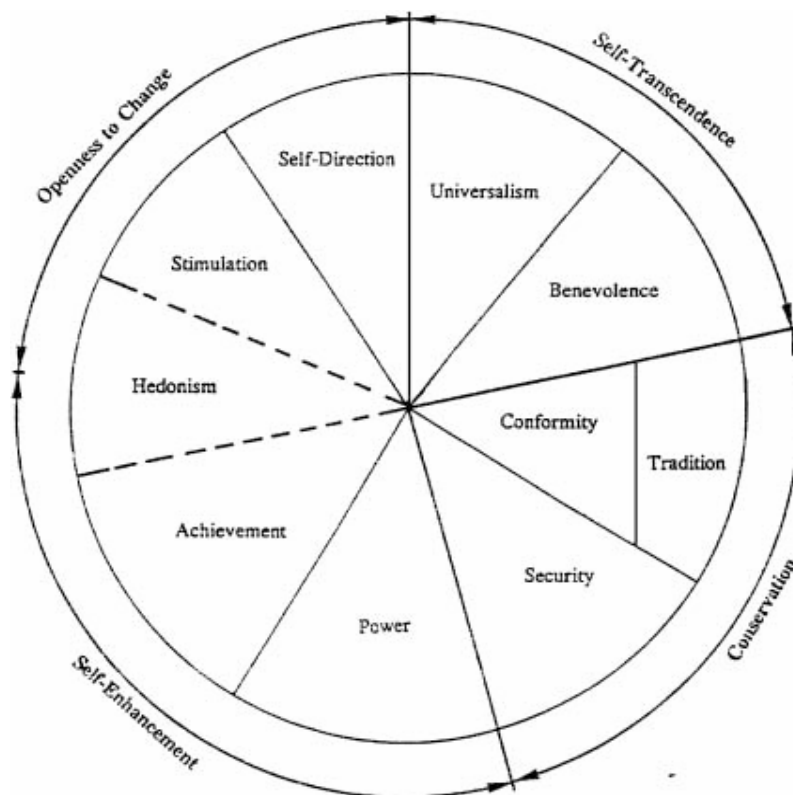 Openness to Change
Self-Transcendence
Self-Direction
Universalism
Stimulation
Benevolence
Hedonism
Conformity
Tradition
Achievement
Security
Power
Self-Enhancement
Conservation